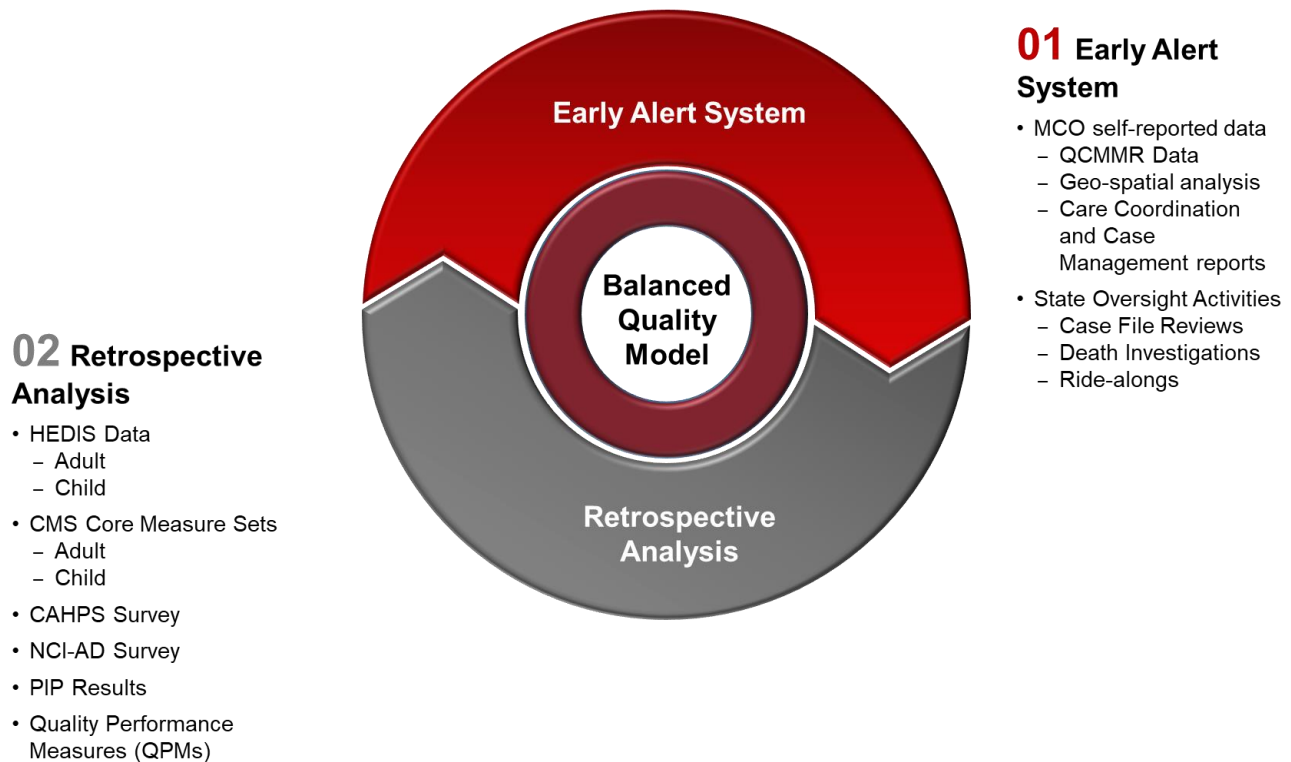 Early Alert System
Balanced
Quality
Model
Retrospective
Analysis
01 Early Alert
System
• MCO self-reported data
– QCMMR Data
– Geo-spatial analysis
– Care Coordination
and Case
Management reports
• State Oversight Activities
– Case File Reviews
– Death Investigations
– Ride-alongs
02 Retrospective
Analysis
• HEDIS Data
– Adult
– Child
• CMS Core Measure Sets
– Adult
– Child
• CAHPS Survey
• NCI-AD Survey
• PIP Results
• Quality Performance
Measures (QPMs)